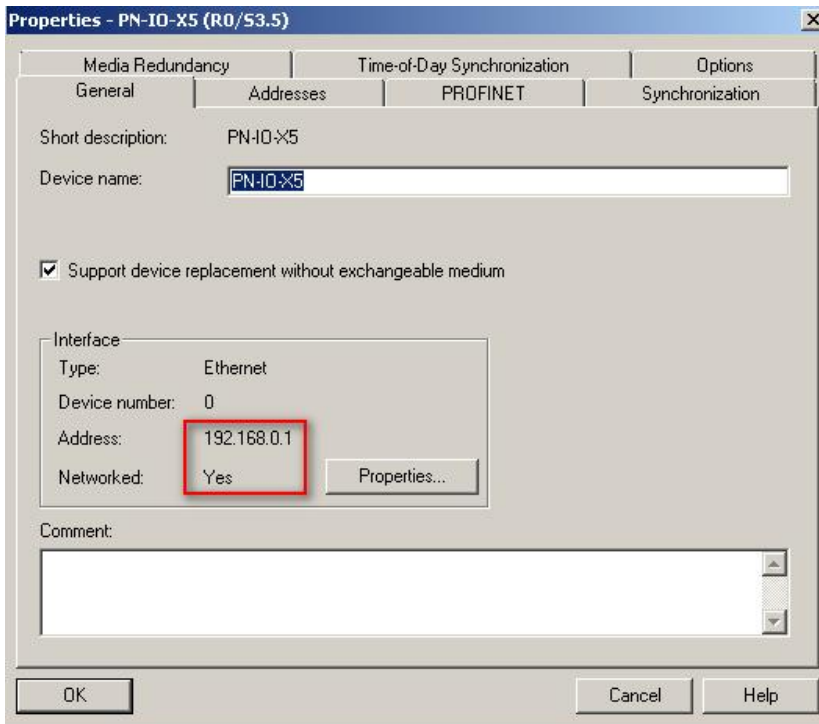 Properties - PN-IO-X5 (R0/S3.5)
Media Redundancy Time-of-Day Synchronization Options
General Addresses PROFINET Synchronization
Short description: PN-IO-X5
Device name: PN-IO-X5
Support device replacement without exchangeable medium
Interface
Type: Ethernet
Device number: 0
Address: 192.168.0.1
Networked: Yes Properties...
Comment:
OK Cancel Help